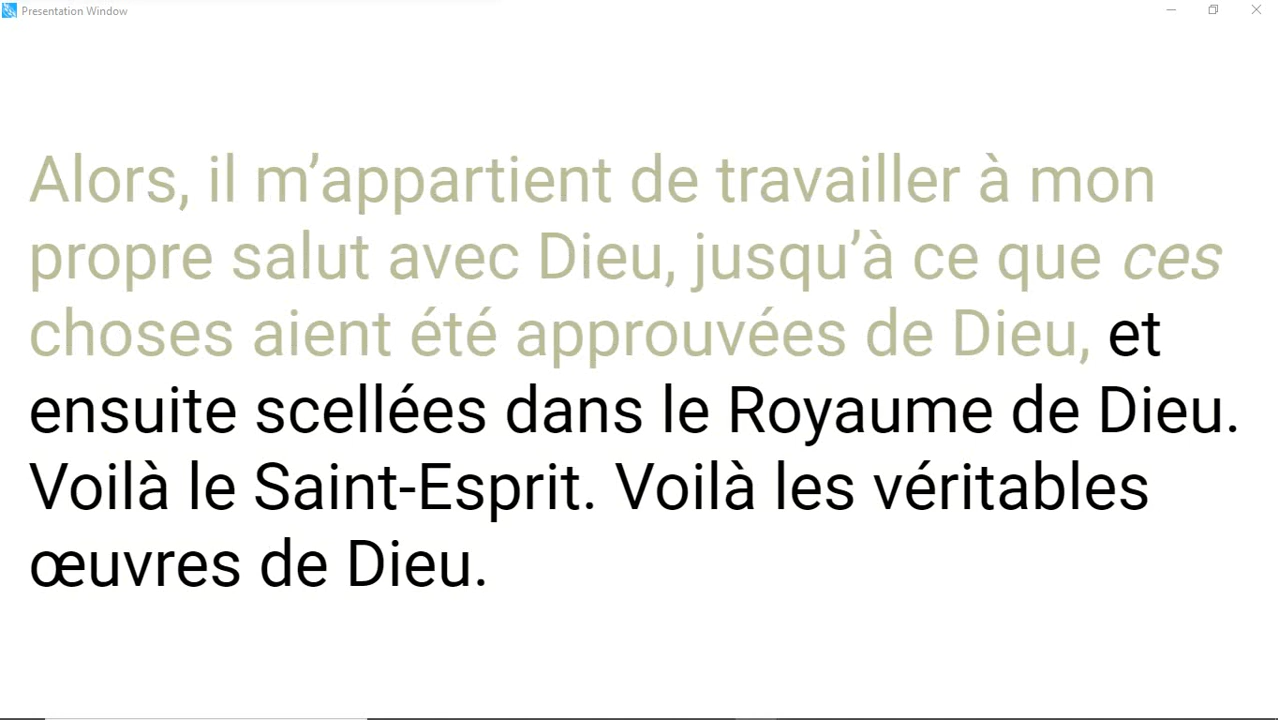 Presentation Window
Alors, il m’appartient de travailler à mon
propre salut avec Dieu, jusqu’à ce que ces
choses aient été approuvées de Dieu, et
ensuite scellées dans le Royaume de Dieu.
Voilà le Saint-Esprit. Voilà les véritables
œuvres de Dieu.